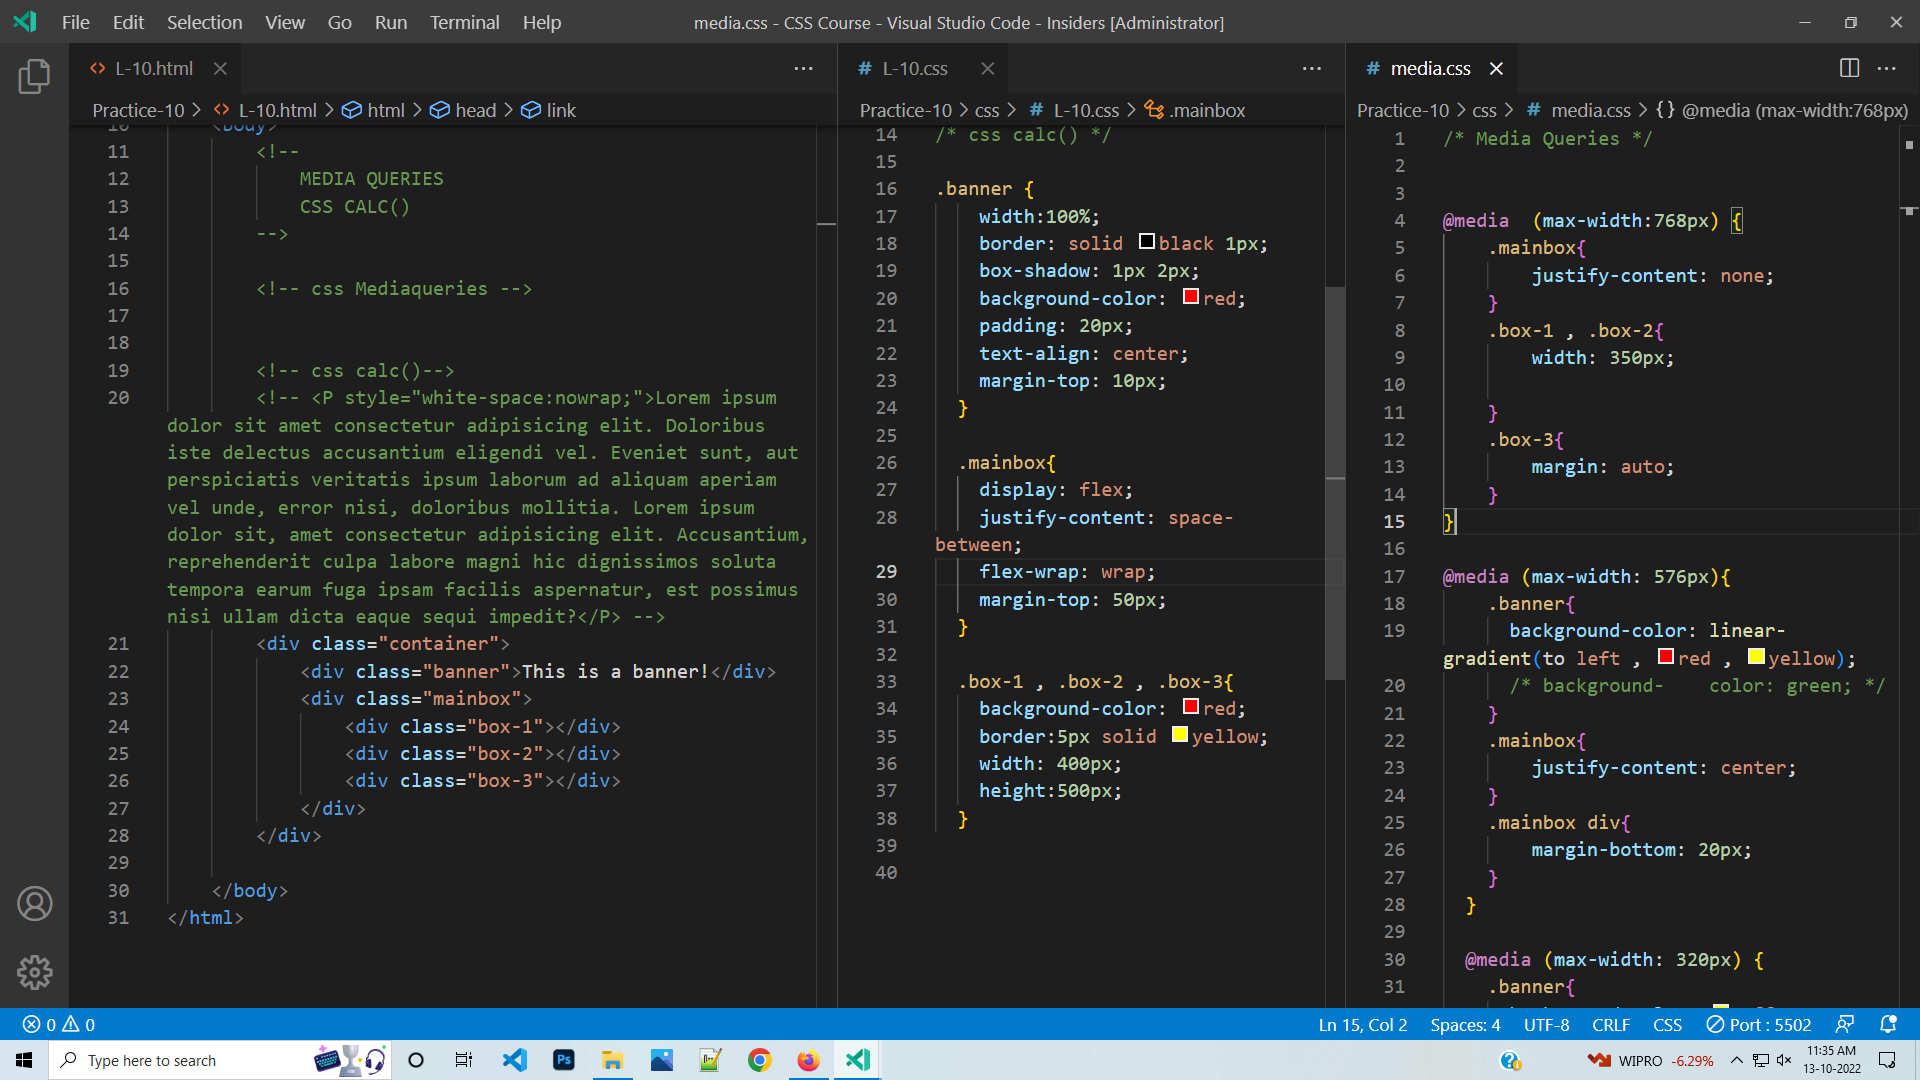 File Edit Selection View Go Run Terminal Help
media.css - CSS Course - Visual Studio Code - Insiders [Administrator]
<> L-10.html ✕ ···
Practice-10 > <> L-10.html > html > head > link
10 <body>
11 <!--
12 MEDIA QUERIES
13 CSS CALC()
14 -->
15
16 <!-- css Mediaqueries -->
17
18
19 <!-- css calc()-->
20 <!-- <P style="white-space:nowrap;">Lorem ipsum
dolor sit amet consectetur adipisicing elit. Doloribus
iste delectus accusantium eligendi vel. Eveniet sunt, aut
perspiciatis veritatis ipsum laborum ad aliquam aperiam
vel unde, error nisi, doloribus mollitia. Lorem ipsum
dolor sit, amet consectetur adipisicing elit. Accusantium,
reprehenderit culpa labore magni hic dignissimos soluta
tempora earum fuga ipsam facilis aspernatur, est possimus
nisi ullam dicta eaque sequi impedit?</P> -->
21 <div class="container">
22 <div class="banner">This is a banner!</div>
23 <div class="mainbox">
24 <div class="box-1"></div>
25 <div class="box-2"></div>
26 <div class="box-3"></div>
27 </div>
28 </div>
29
30 </body>
31 </html>
# L-10.css ✕ ···
Practice-10 > css > # L-10.css > .mainbox
14 /* css calc() */
15
16 .banner {
17 width:100%;
18 border: solid black 1px;
19 box-shadow: 1px 2px;
20 background-color: red;
21 padding: 20px;
22 text-align: center;
23 margin-top: 10px;
24 }
25
26 .mainbox{
27 display: flex;
28 justify-content: space-
between;
29 flex-wrap: wrap;
30 margin-top: 50px;
31 }
32
33 .box-1 , .box-2 , .box-3{
34 background-color: red;
35 border:5px solid yellow;
36 width: 400px;
37 height:500px;
38 }
39
40
# media.css ✕ ···
Practice-10 > css > # media.css > {} @media (max-width:768px)
1 /* Media Queries */
2
3
4 @media (max-width:768px) {
5 .mainbox{
6 justify-content: none;
7 }
8 .box-1 , .box-2{
9 width: 350px;
10
11 }
12 .box-3{
13 margin: auto;
14 }
15 }
16
17 @media (max-width: 576px){
18 .banner{
19 background-color: linear-
gradient(to left , red , yellow);
20 /* background- color: green; */
21 }
22 .mainbox{
23 justify-content: center;
24 }
25 .mainbox div{
26 margin-bottom: 20px;
27 }
28 }
29
30 @media (max-width: 320px) {
31 .banner{
0 0
Ln 15, Col 2 Spaces: 4 UTF-8 CRLF CSS Port : 5502
Type here to search
Ps
WIPRO -6.29%
11:35 AM
13-10-2022